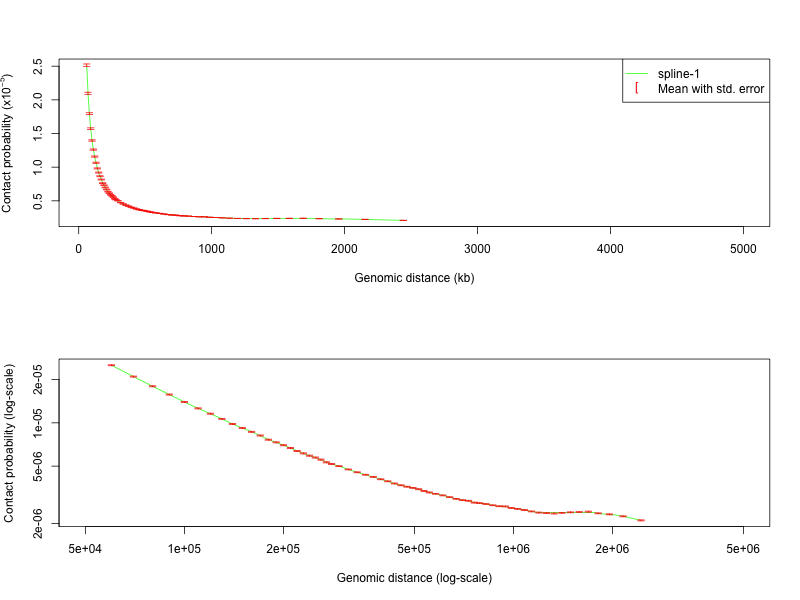 Contact probability (x10⁻⁵)
2.5
2.0
1.5
1.0
0.5
spline-1
Mean with std. error
0 1000 2000 3000 4000 5000
Genomic distance (kb)
Contact probability (log-scale)
2e-05
1e-05
5e-06
2e-06
5e+04 1e+05 2e+05 5e+05 1e+06 2e+06 5e+06
Genomic distance (log-scale)